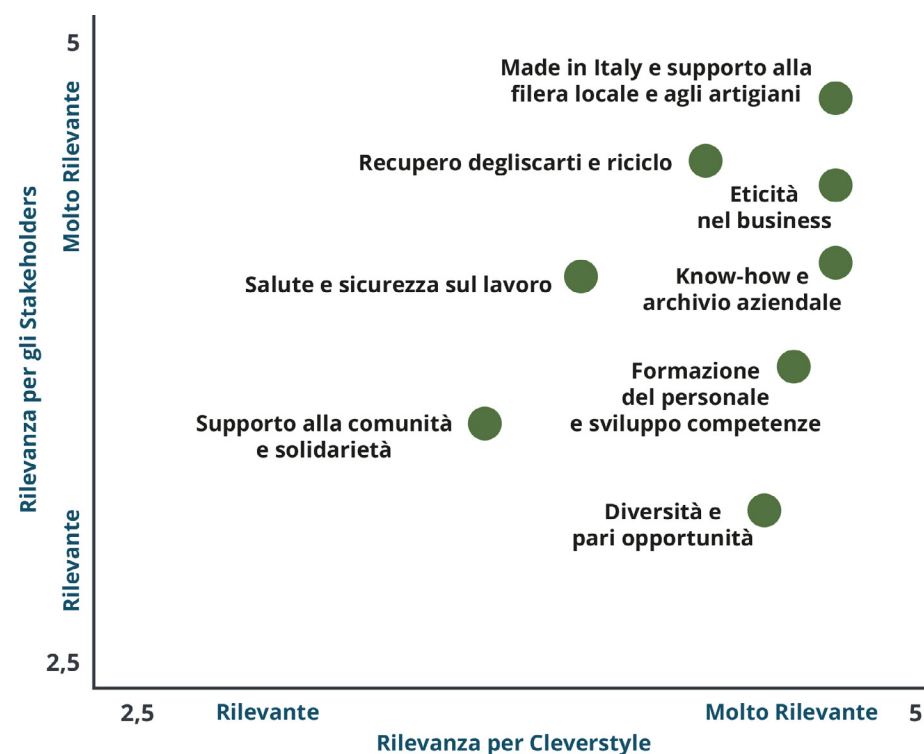 5
Made in Italy e supporto alla
filera locale e agli artigiani
Molto Rilevante
Recupero degliscarti e riciclo
Eticità
nel business
Rilevanza per gli Stakeholders
Salute e sicurezza sul lavoro
Know-how e
archivio aziendale
Formazione
del personale
e sviluppo competenze
Supporto alla comunità
e solidarietà
Diversità e
pari opportunità
Rilevante
2,5
2,5
Rilevante
Molto Rilevante
5
Rilevanza per Cleverstyle